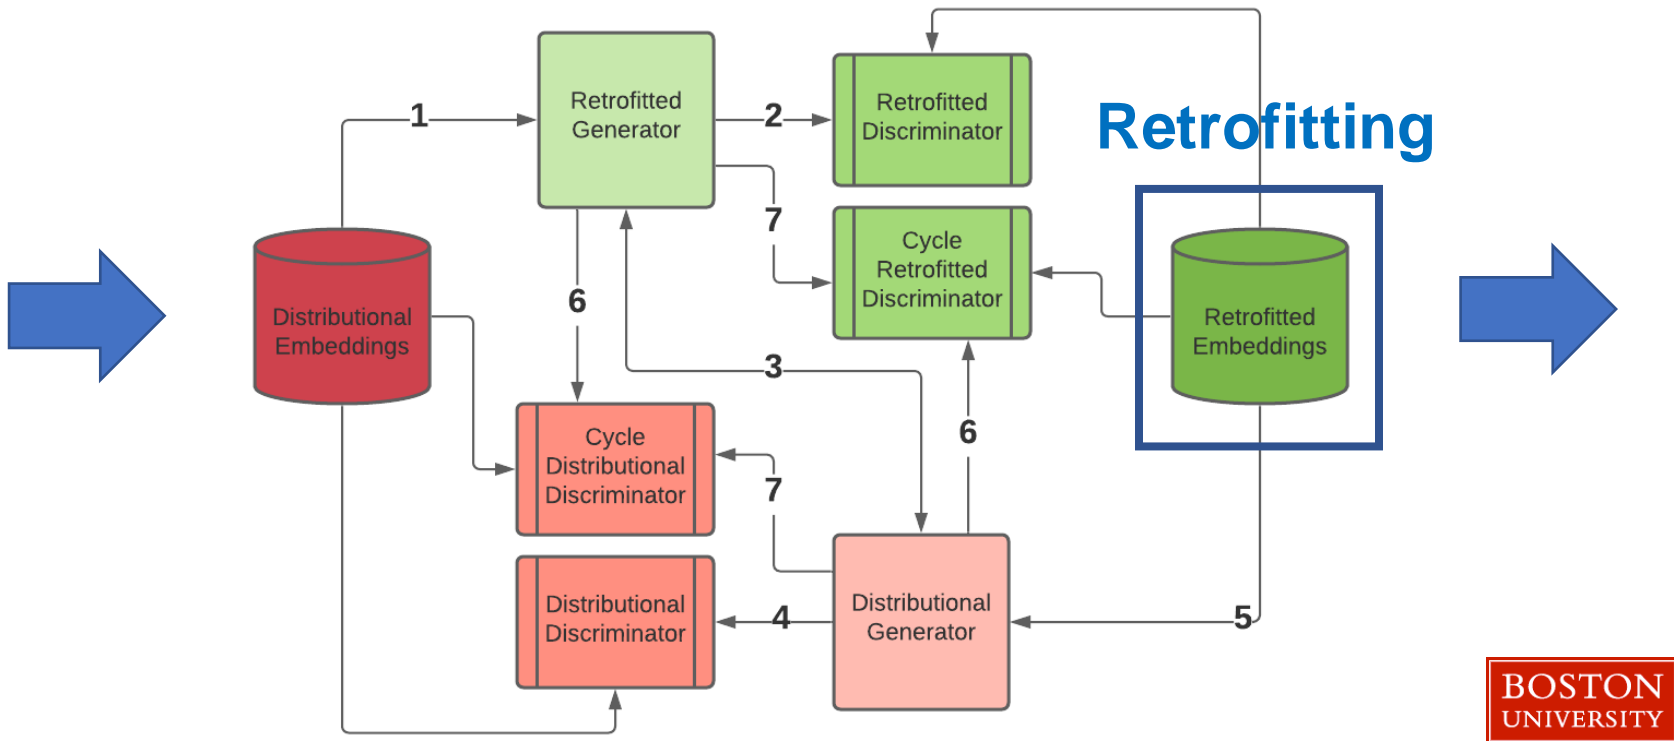 1
Retrofitted
Generator
2
Retrofitted
Discriminator
Retrofitting
7
Cycle
Retrofitted
Discriminator
6
Distributional
Embeddings
Retrofitted
Embeddings
3
Cycle
Distributional
Discriminator
6
7
Distributional
Discriminator
4
Distributional
Generator
5
BOSTON
UNIVERSITY